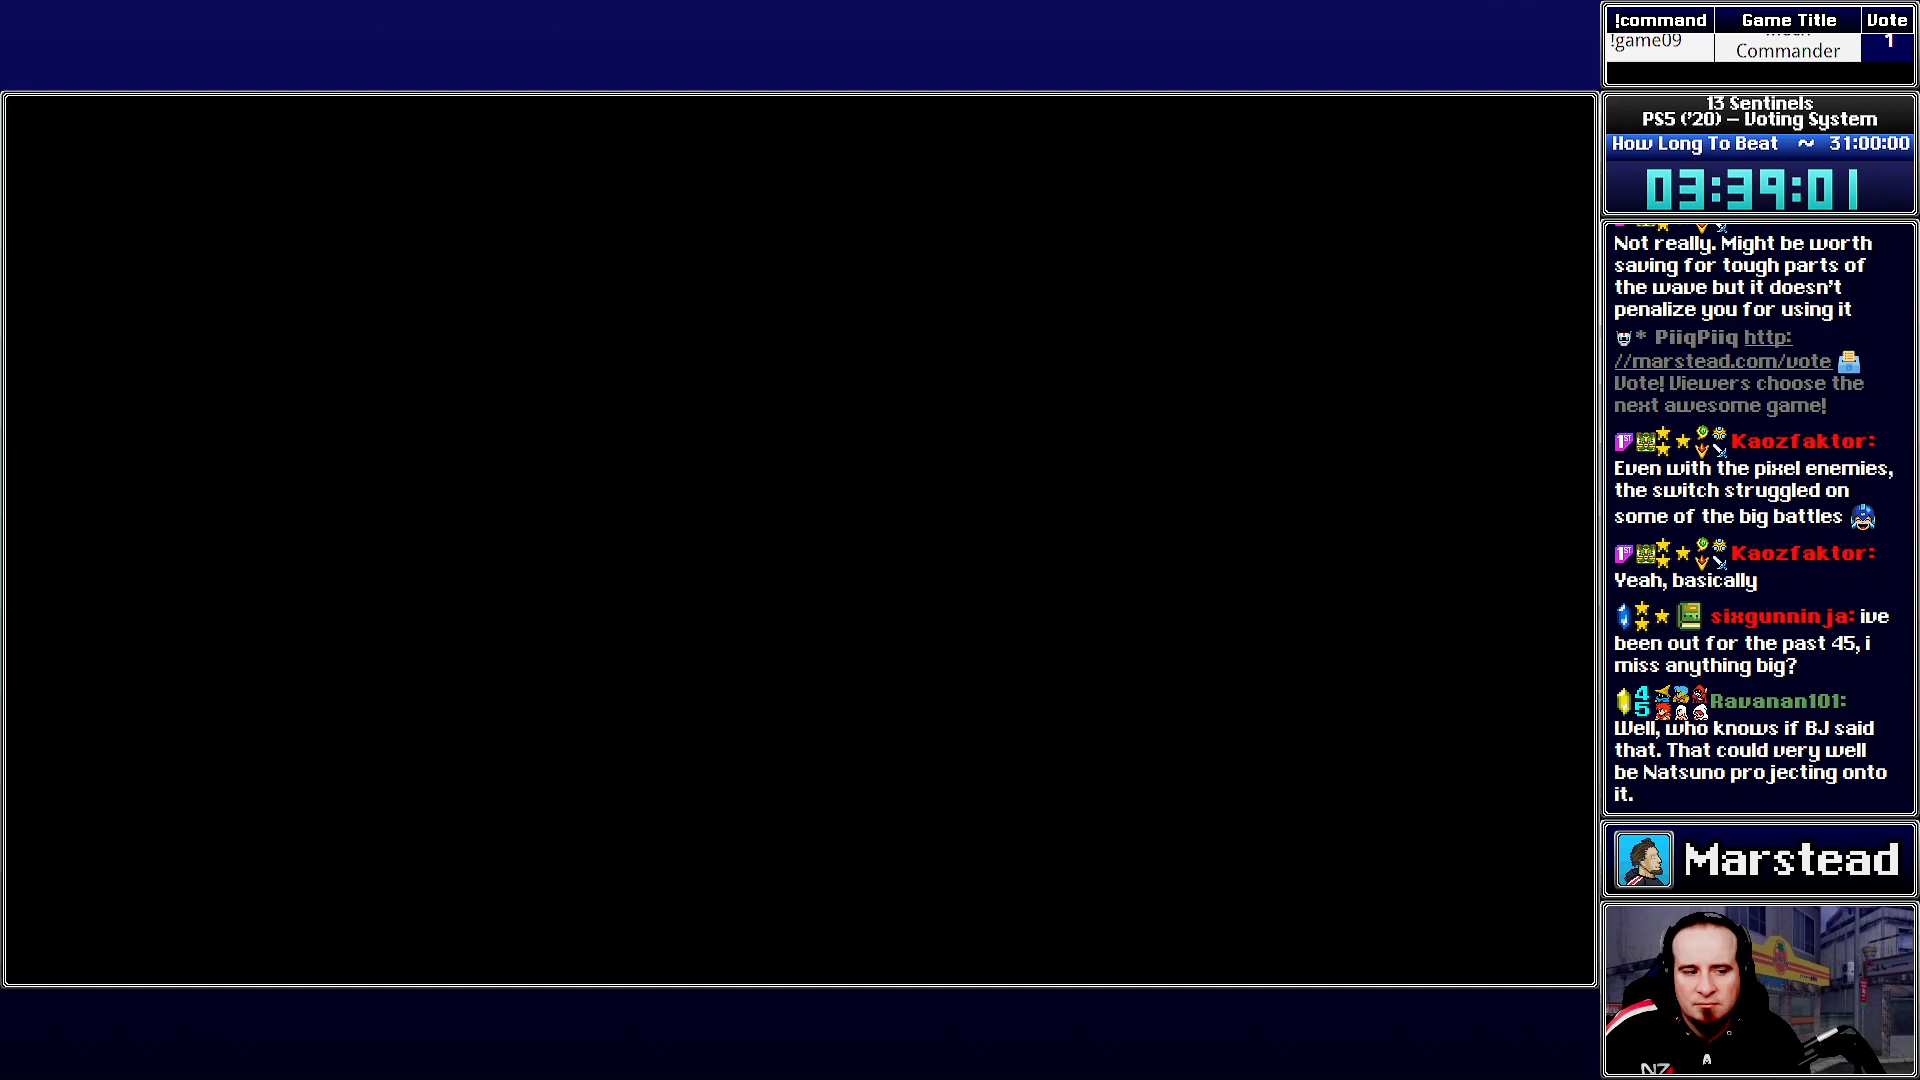 !command Game Title Vote
!game09 Commander 1
13 Sentinels
PS5 ('20) – Voting System
How Long To Beat ~ 31:00:00
03:39:01
Not really. Might be worth
saving for tough parts of
the wave but it doesn't
penalize you for using it
* PiiqPiiq http:
//marstead.com/vote
Vote! Viewers choose the
next awesome game!
1ST Kaozfaktor:
Even with the pixel enemies,
the switch struggled on
some of the big battles
1ST Kaozfaktor:
Yeah, basically
sixgunninja: ive
been out for the past 45, i
miss anything big?
45 Ravanan101:
Well, who knows if BJ said
that. That could very well
be Natsuno projecting onto
it.
Marstead
N7